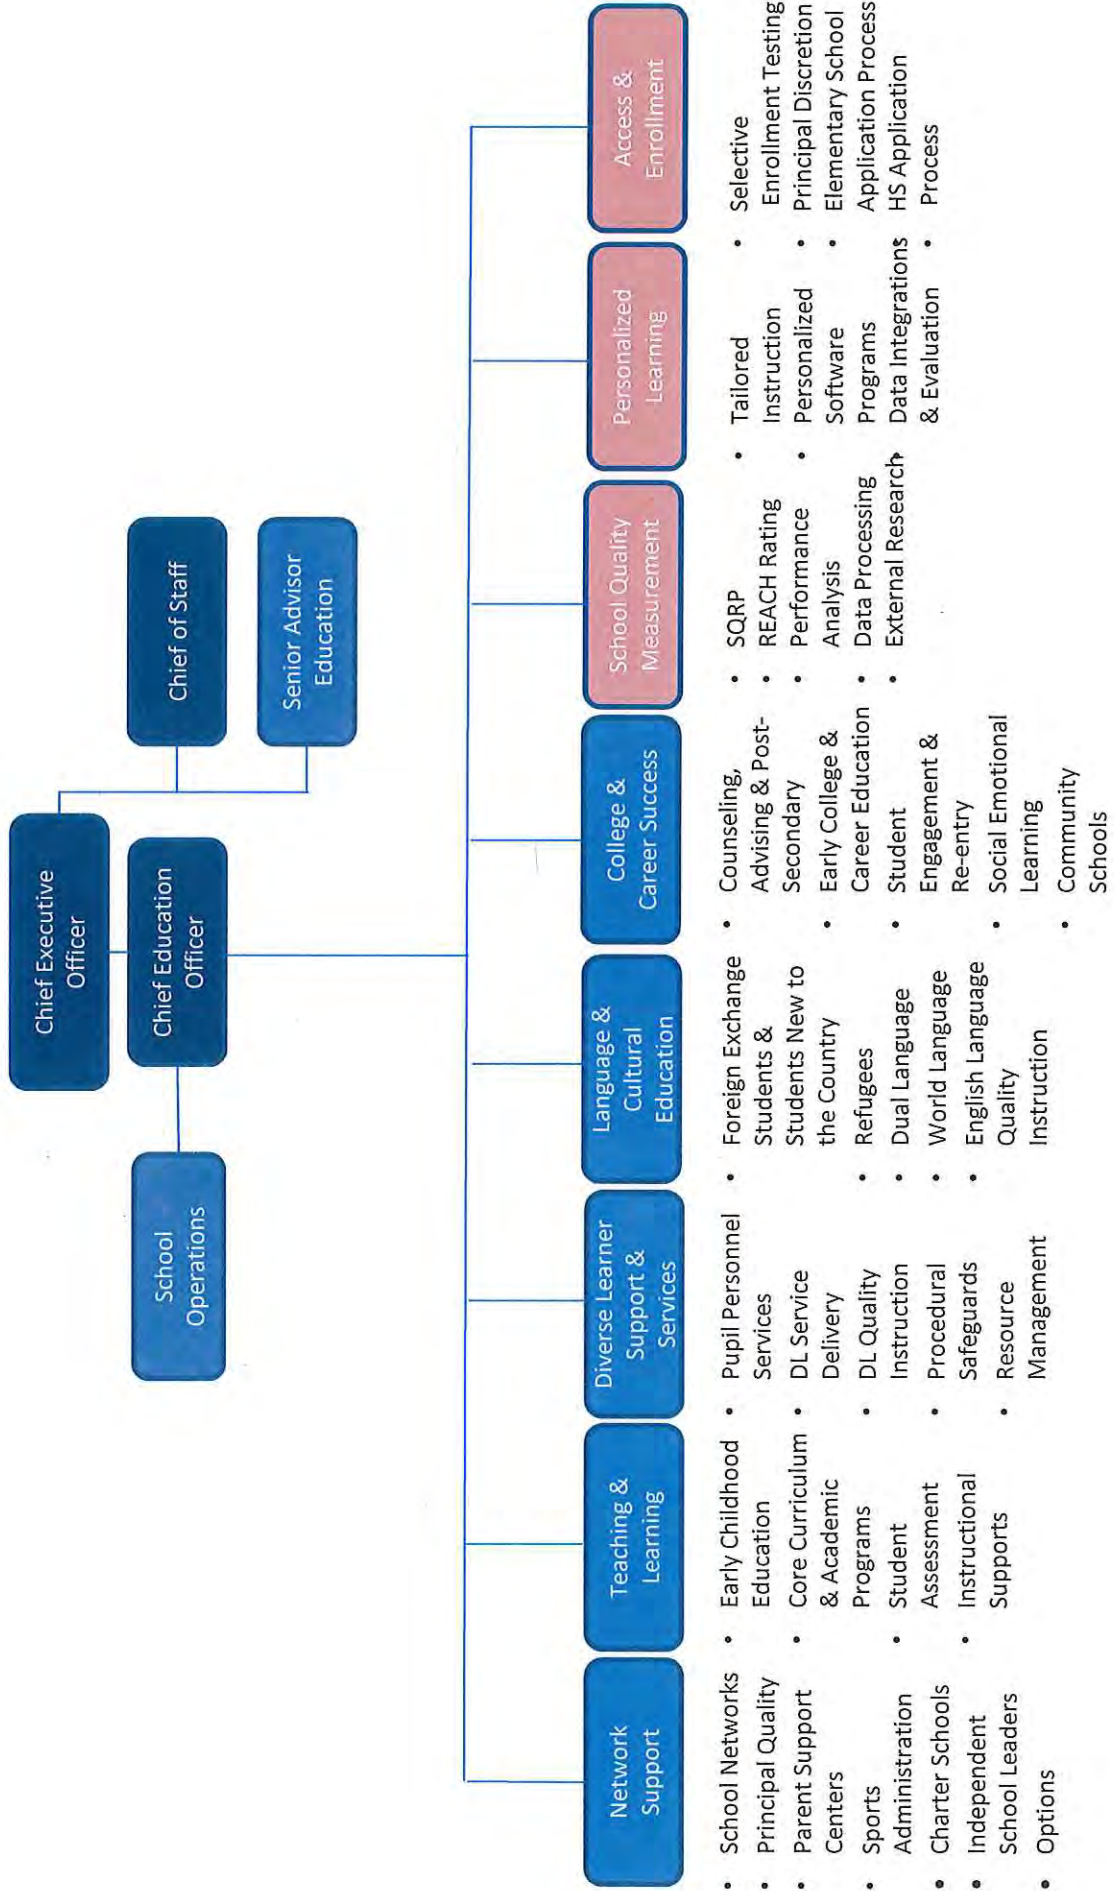 Chief Executive
Officer
Chief of Staff
School
Operations
Chief Education
Officer
Senior Advisor
Education
Network
Support
• School Networks
• Principal Quality
• Parent Support
Centers
• Sports
Administration
• Charter Schools
• Independent
School Leaders
• Options
Teaching &
Learning
• Early Childhood
Education
• Core Curriculum
& Academic
Programs
• Student
Assessment
• Instructional
Supports
Diverse Learner
Support &
Services
• Pupil Personnel
Services
• DL Service
Delivery
• DL Quality
Instruction
• Procedural
Safeguards
• Resource
Management
Language &
Cultural
Education
• Foreign Exchange
Students &
Students New to
the Country
• Refugees
• Dual Language
• World Language
• English Language
Quality
Instruction
College &
Career Success
• Counseling,
Advising & Post-
Secondary
• Early College &
Career Education
• Student
Engagement &
Re-entry
• Social Emotional
Learning
• Community
Schools
School Quality
Measurement
• SQRP
• REACH Rating
• Performance
Analysis
• Data Processing
• External Research
Personalized
Learning
• Tailored
Instruction
• Personalized
Software
Programs
• Data Integrations
& Evaluation
Access &
Enrollment
• Selective
Enrollment Testing
• Principal Discretion
• Elementary School
Application Process
• HS Application
• Process